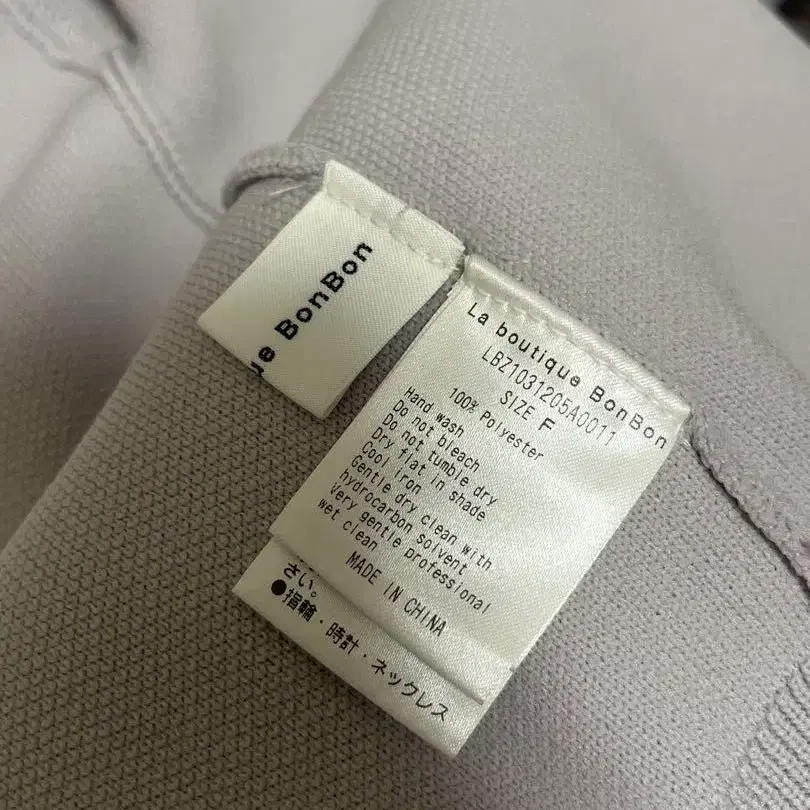 ue BonBon
La boutique BonBon
LBZ1031205A0011
SIZE F
100% Polyester
Hand wash
Do not bleach
Do not tumble dry
Dry flat in shade
Cool iron
Gentle dry clean with
hydrocarbon solvent
Very gentle professional
wet clean
MADE IN CHINA
さい。
●指輪・時計・ネックレス